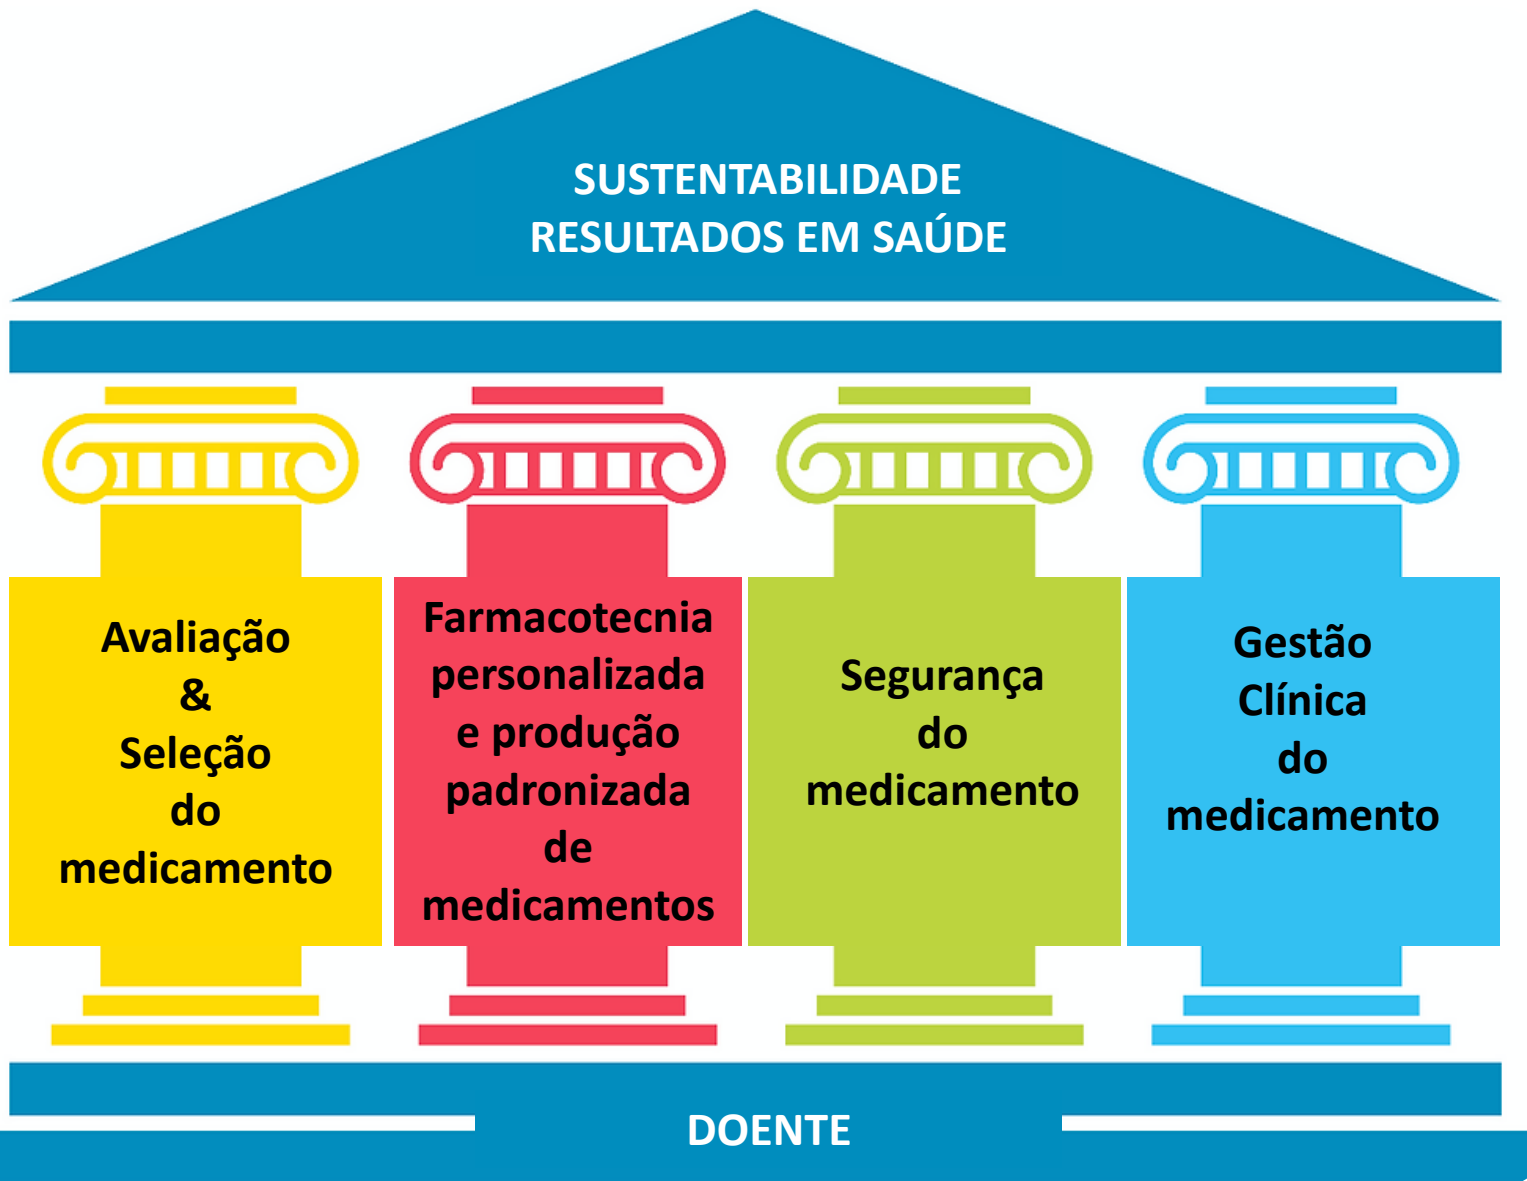 SUSTENTABILIDADE
RESULTADOS EM SAÚDE
Avaliação
&
Seleção
do
medicamento
Farmacotecnia
personalizada
e produção
padronizada
de
medicamentos
Segurança
do
medicamento
Gestão
Clínica
do
medicamento
DOENTE